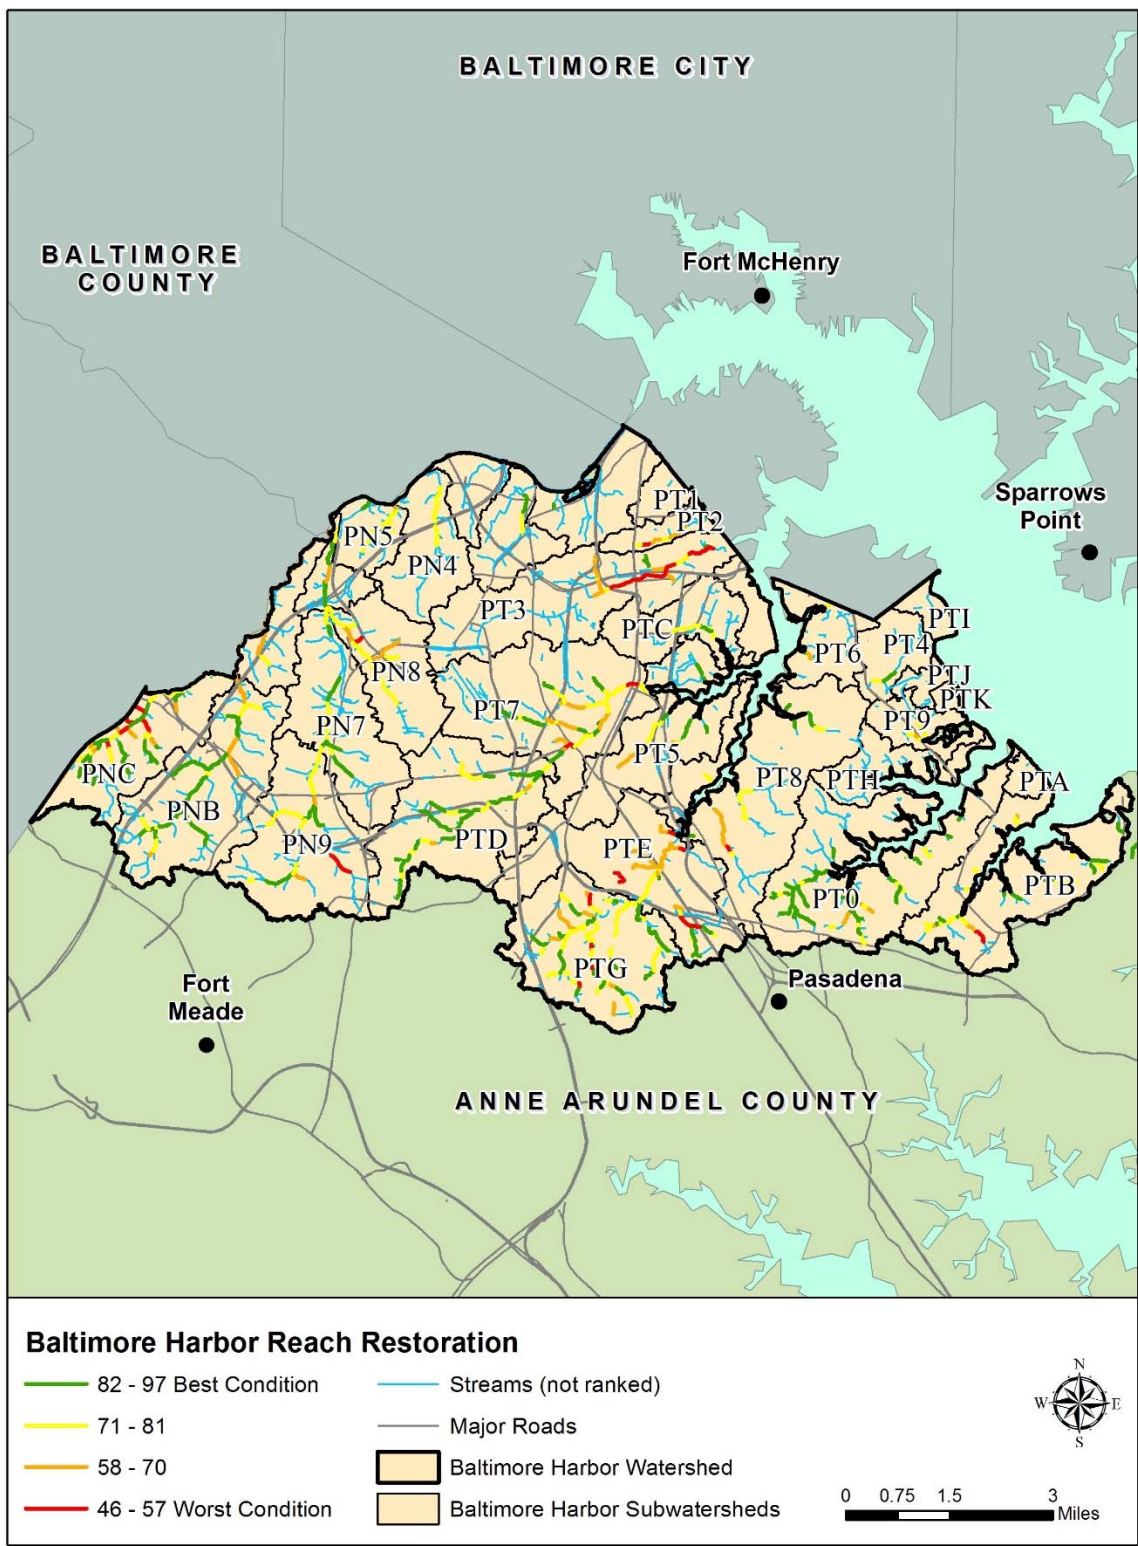 BALTIMORE CITY
BALTIMORE
COUNTY
Fort McHenry
Sparrows
Point
PT1
PT2
PN5
PN4
PT3
PTC
PTI
PT4
PT6
PN8
PTJ
PTK
PT7
PN7
PT9
PT5
PNC
PT8
PTH
PTA
PNB
PN9
PTD
PTE
PTB
PT0
PTG
Pasadena
Fort
Meade
ANNE ARUNDEL COUNTY
Baltimore Harbor Reach Restoration
82 - 97 Best Condition
71 - 81
58 - 70
46 - 57 Worst Condition
Streams (not ranked)
Major Roads
Baltimore Harbor Watershed
Baltimore Harbor Subwatersheds
N
W E
S
0 0.75 1.5 3
Miles